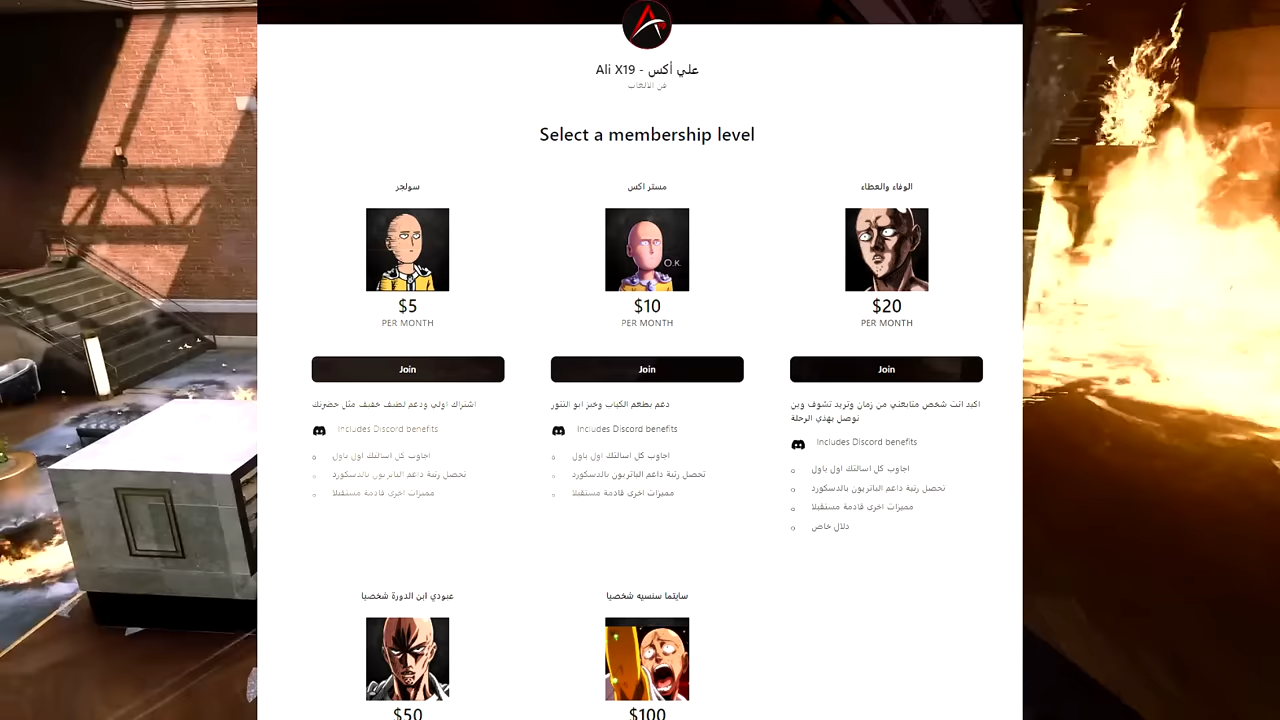 Ali X19 - علي أكس
فن الالعاب
Select a membership level
سولجر
$5
PER MONTH
Join
اشتراك اولي ودعم لطيف خفيف مثل حضرتك
Includes Discord benefits
اجاوب كل اسالتك اول باول
تحصل رتبة داعم الباتريون بالدسكورد
مميزات اخرى قادمة مستقبلا
مستر اكس
O.K.
$10
PER MONTH
Join
دعم بطعم الكباب وخبز ابو التنور
Includes Discord benefits
اجاوب كل اسالتك اول باول
تحصل رتبة داعم الباتريون بالدسكورد
مميزات اخرى قادمة مستقبلا
الوفاء والعطاء
$20
PER MONTH
Join
اكيد انت شخص متابعني من زمان وتريد تشوف وين
نوصل بهذي الرحلة
Includes Discord benefits
اجاوب كل اسالتك اول باول
تحصل رتبة داعم الباتريون بالدسكورد
مميزات اخرى قادمة مستقبلا
دلال خاص
عبودي ابن الدورة شخصيا
$50
سايتما سنسيه شخصيا
$100